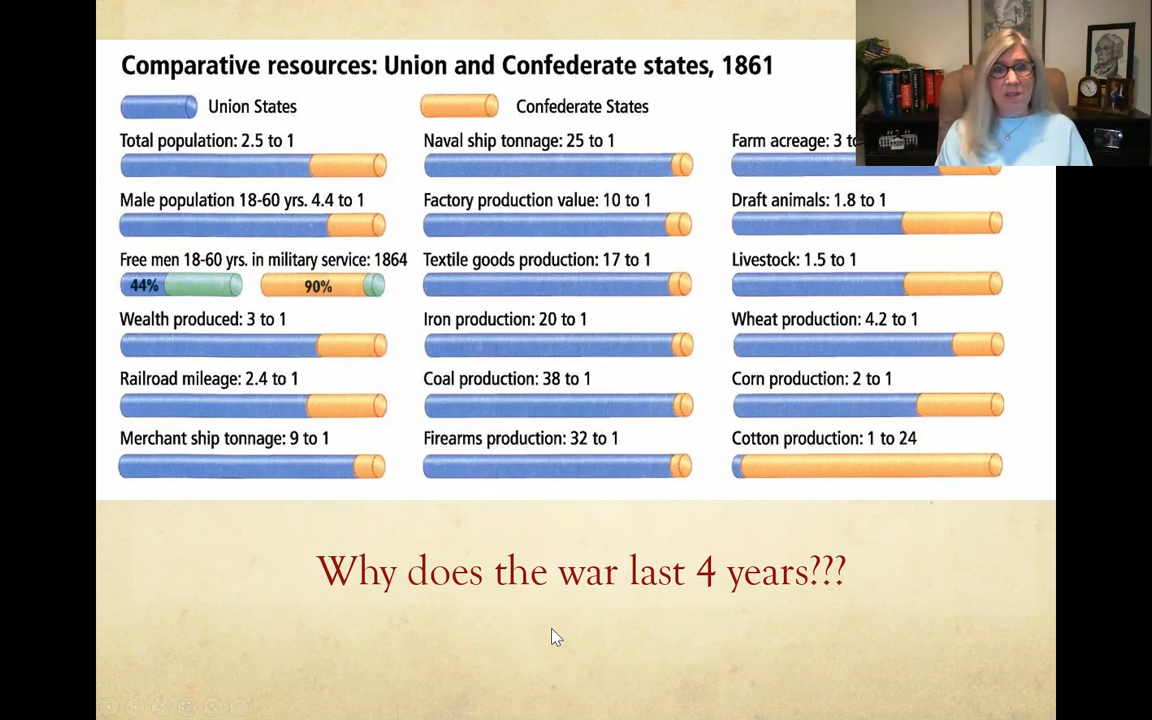 Comparative resources: Union and Confederate states, 1861
Union States
Confederate States
Total population: 2.5 to 1
Male population 18-60 yrs. 4.4 to 1
Free men 18-60 yrs. in military service: 1864
44%
90%
Wealth produced: 3 to 1
Railroad mileage: 2.4 to 1
Merchant ship tonnage: 9 to 1
Naval ship tonnage: 25 to 1
Factory production value: 10 to 1
Textile goods production: 17 to 1
Iron production: 20 to 1
Coal production: 38 to 1
Firearms production: 32 to 1
Farm acreage: 3 to
Draft animals: 1.8 to 1
Livestock: 1.5 to 1
Wheat production: 4.2 to 1
Corn production: 2 to 1
Cotton production: 1 to 24
Why does the war last 4 years???